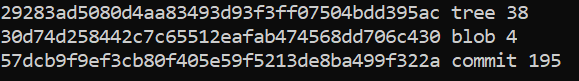 29283ad5080d4aa83493d93f3ff07504bdd395ac tree 38
30d74d258442c7c65512eafab474568dd706c430 blob 4
57dcb9f9ef3cb80f405e59f5213de8ba499f322a commit 195